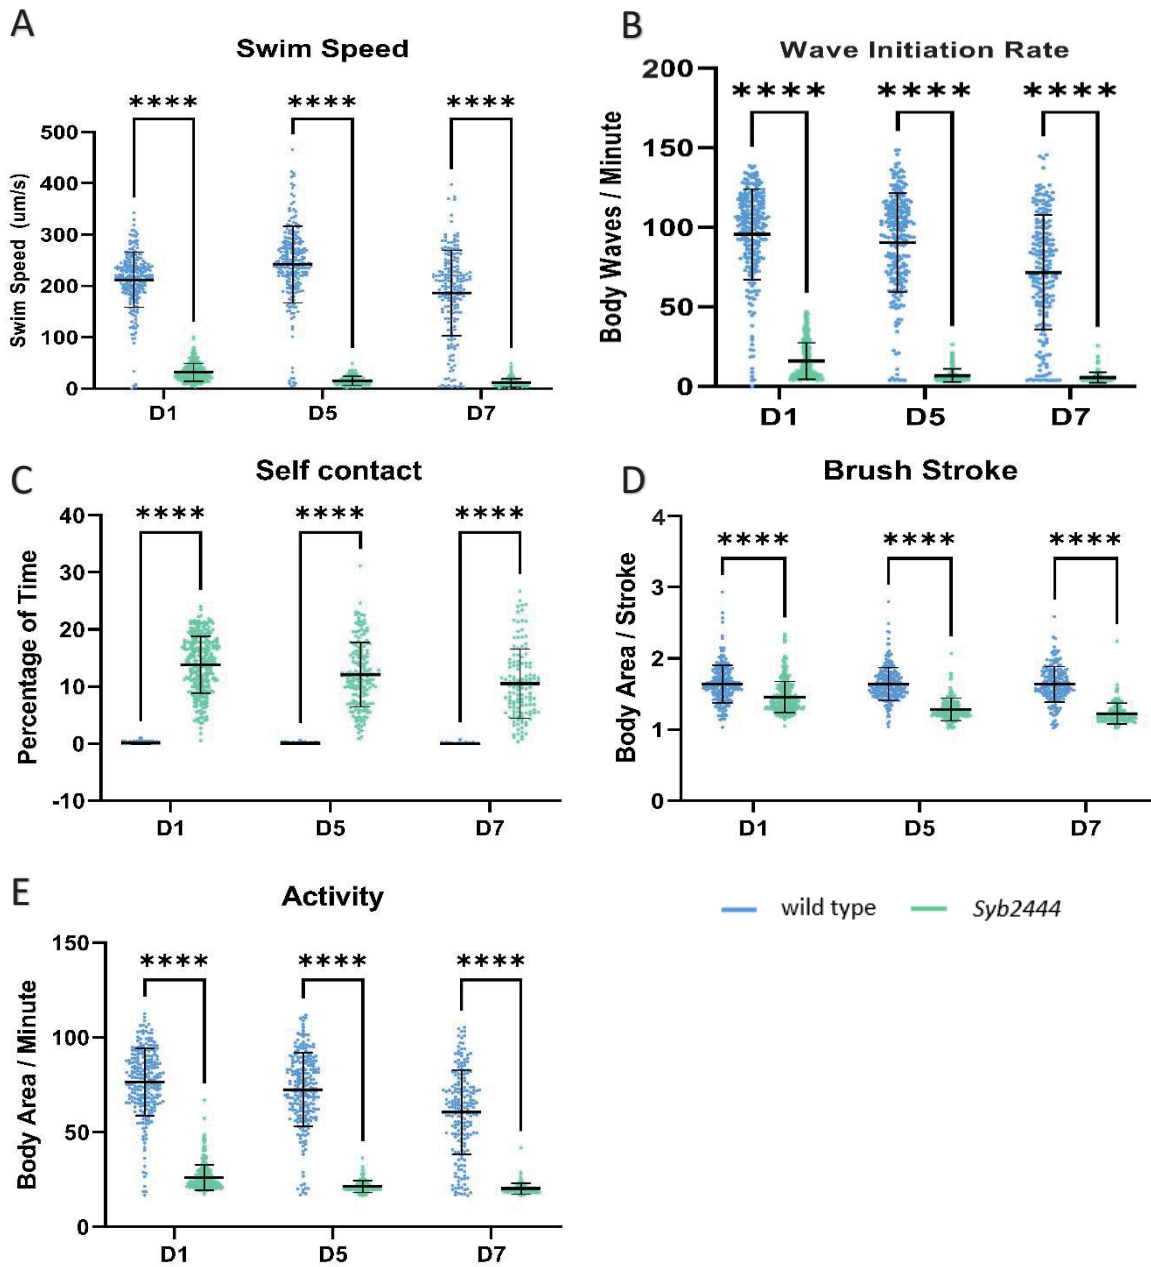 A
Swim Speed
Swim Speed (um/s)
500
400
300
200
100
0
**** **** ****
D1 D5 D7
B
Wave Initiation Rate
Body Waves / Minute
200
150
100
50
0
**** **** ****
D1 D5 D7
C
Self contact
Percentage of Time
40
30
20
10
0
-10
**** **** ****
D1 D5 D7
D
Brush Stroke
Body Area / Stroke
4
3
2
1
0
**** **** ****
D1 D5 D7
E
Activity
Body Area / Minute
150
100
50
0
**** **** ****
D1 D5 D7
wild type Syb2444